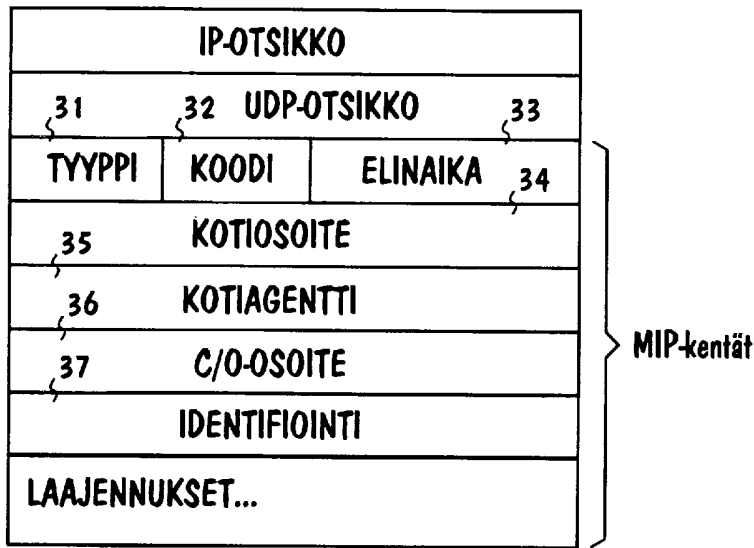 IP-OTSIKKO
31 32 UDP-OTSIKKO 33
TYYPPI KOODI ELINAIKA 34
35 KOTIOSOITE
36 KOTIAGENTTI
MIP-kentät
37 C/O-OSOITE
IDENTIFIOINTI
LAAJENNUKSET...